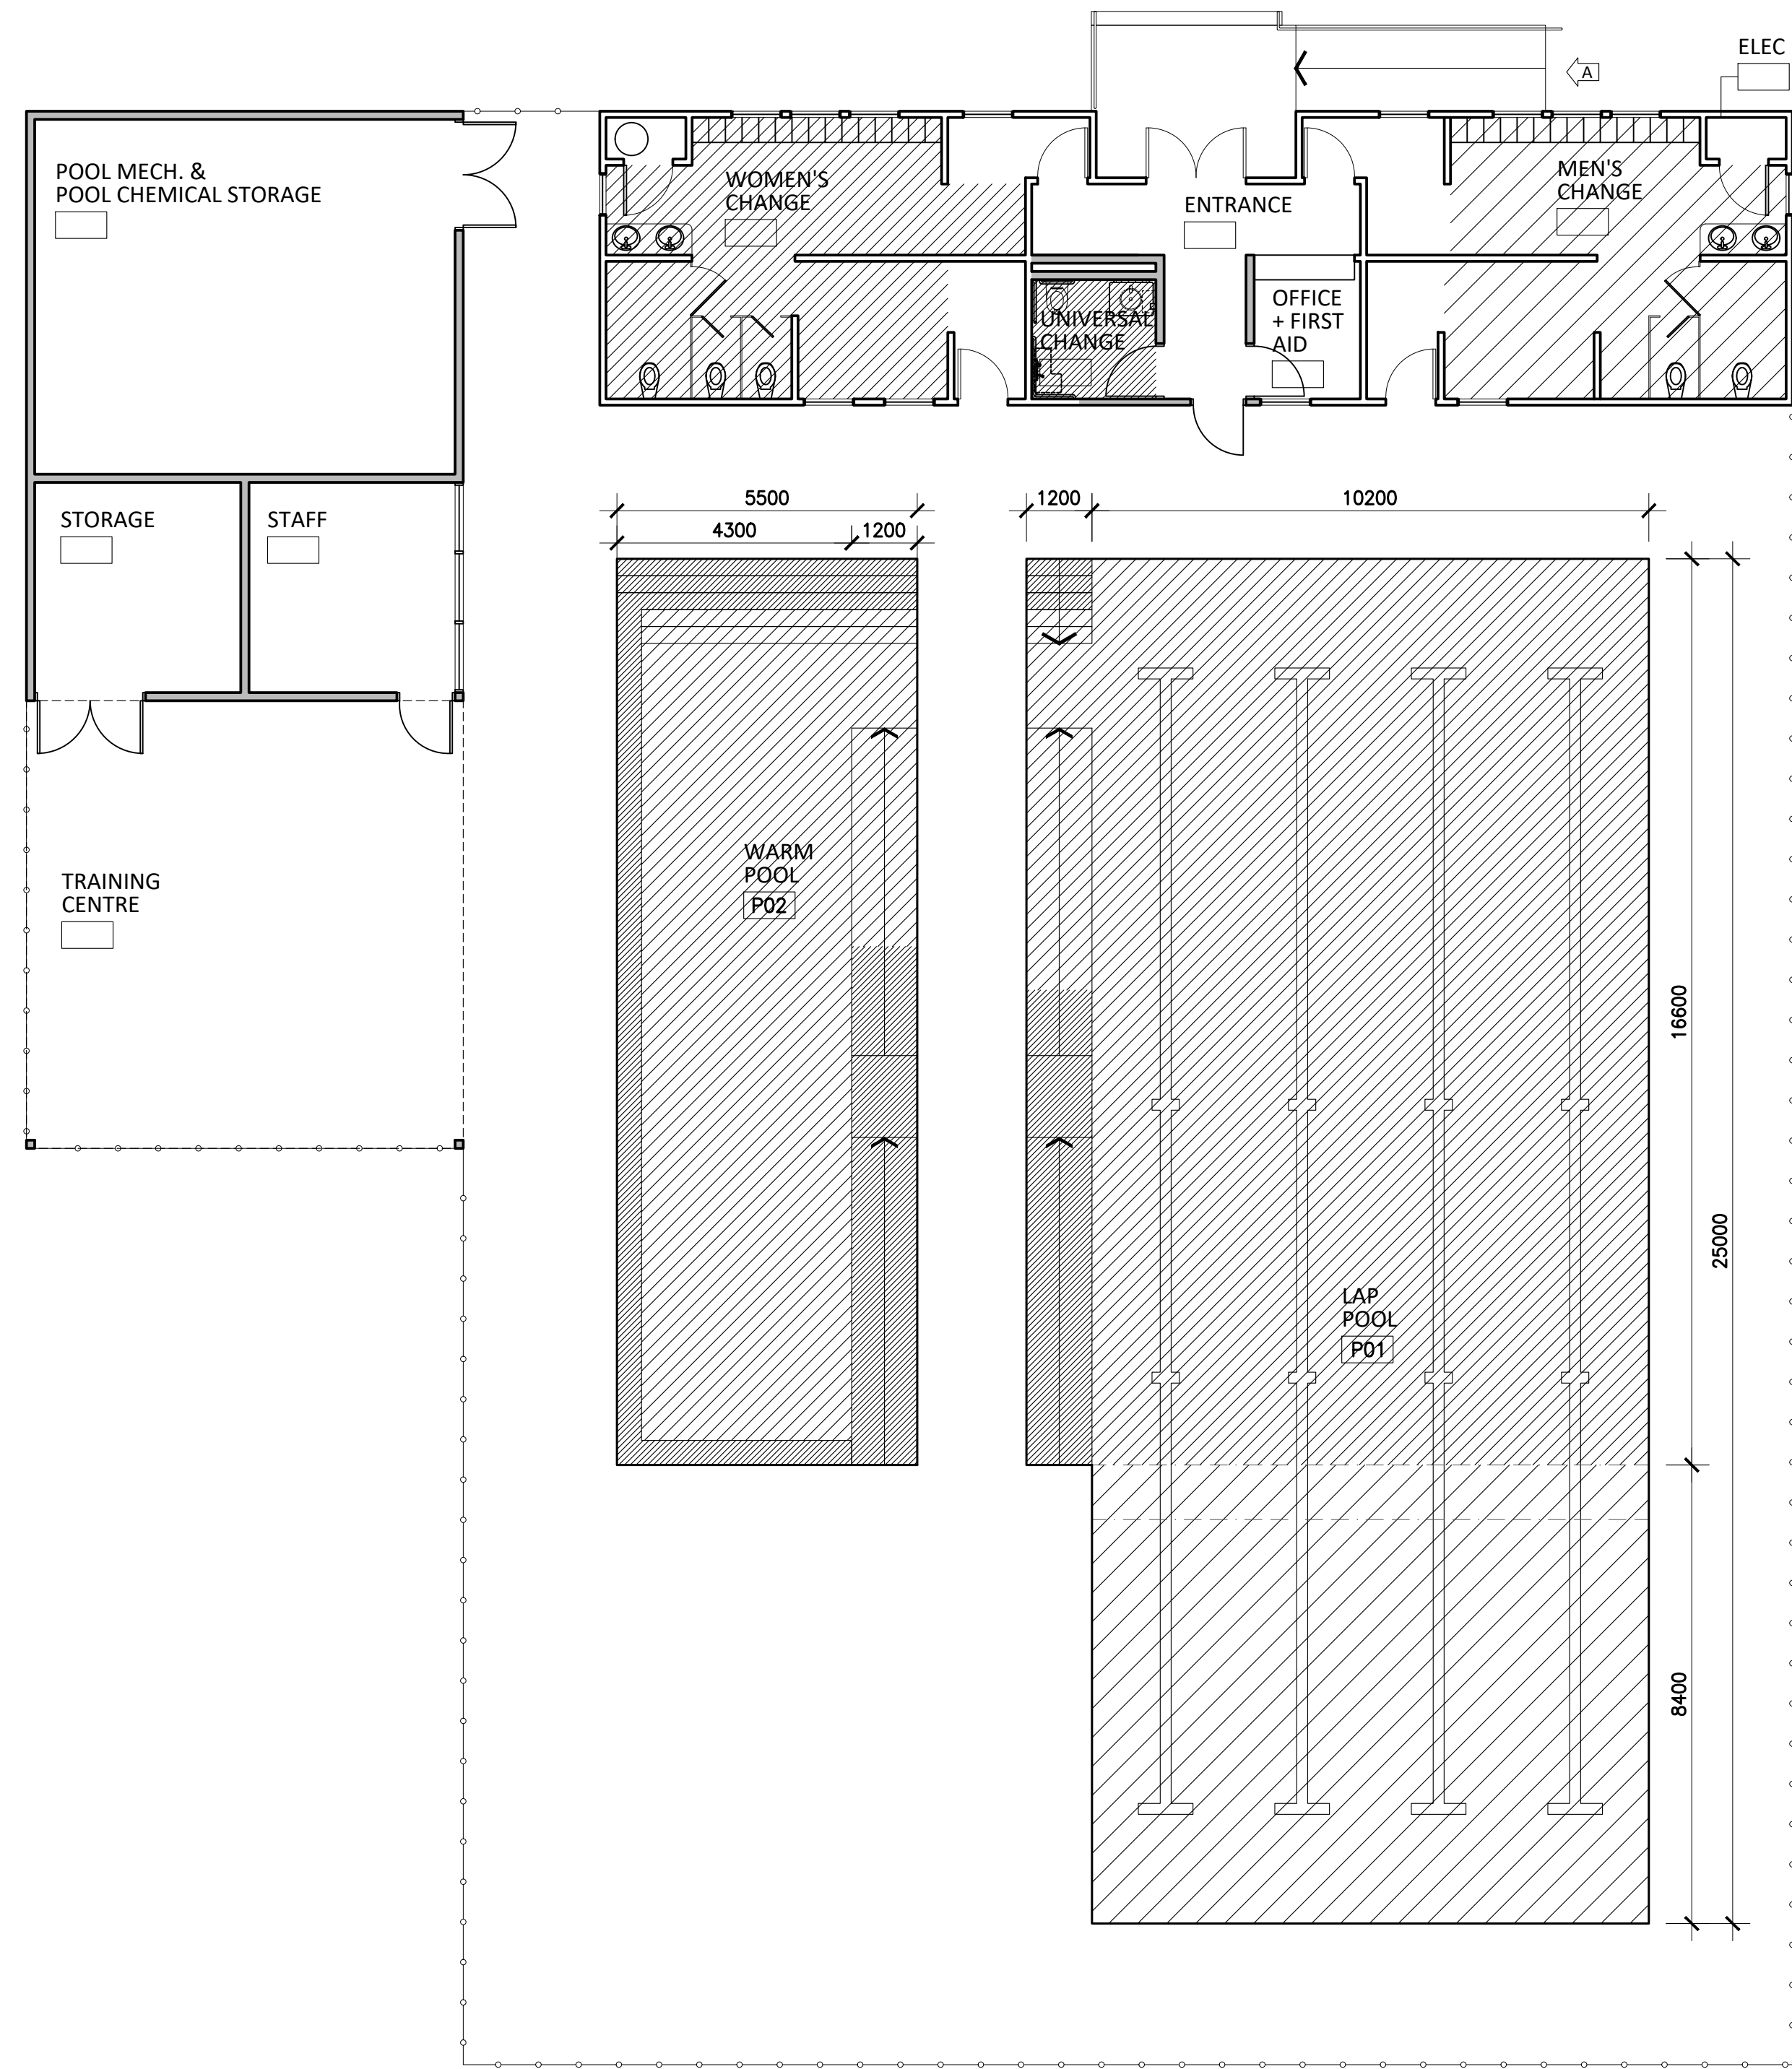 ELEC
A
POOL MECH. &
POOL CHEMICAL STORAGE
WOMEN'S
CHANGE
ENTRANCE
MEN'S
CHANGE
UNIVERSAL
CHANGE
OFFICE
+ FIRST
AID
STORAGE
STAFF
5500
4300
1200
1200
10200
WARM
POOL
P02
TRAINING
CENTRE
16600
25000
LAP
POOL
P01
8400